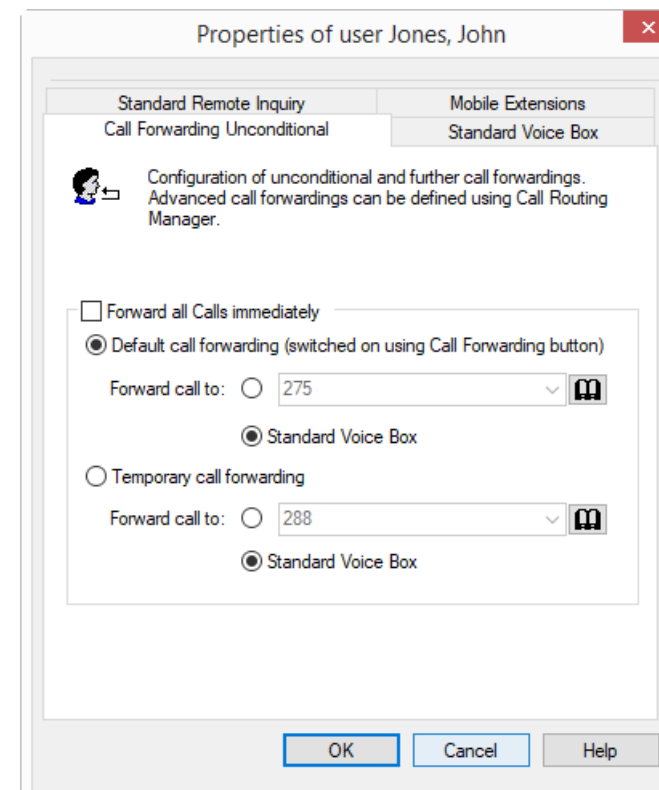 Properties of user Jones, John
Standard Remote Inquiry
Mobile Extensions
Call Forwarding Unconditional
Standard Voice Box
Configuration of unconditional and further call forwardings.
Advanced call forwardings can be defined using Call Routing
Manager.
Forward all Calls immediately
Default call forwarding (switched on using Call Forwarding button)
Forward call to: 275
Standard Voice Box
Temporary call forwarding
Forward call to: 288
Standard Voice Box
OK Cancel Help